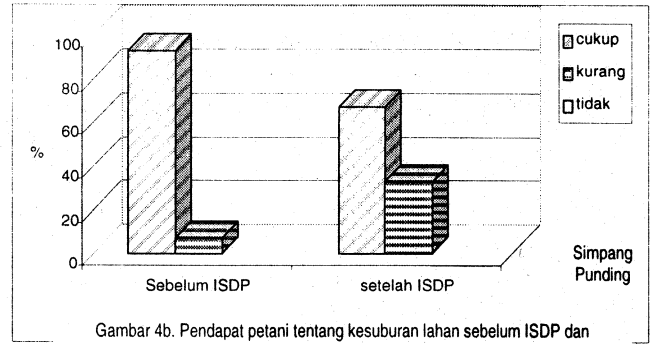 100
80
60
40
20
0
%
Sebelum ISDP
setelah ISDP
cukup
kurang
tidak
Simpang
Punding
Gambar 4b. Pendapat petani tentang kesuburan lahan sebelum ISDP dan